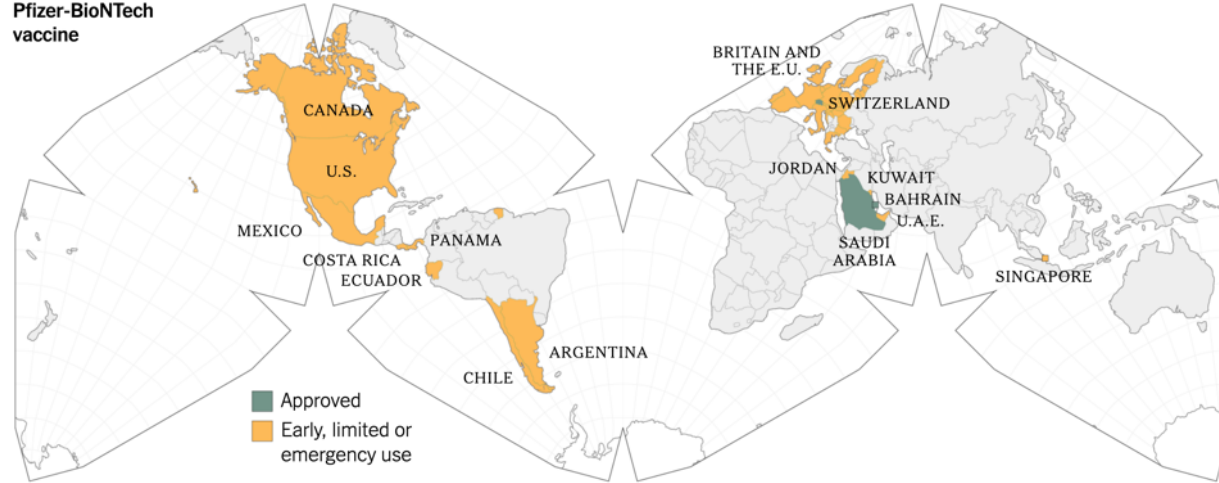 Pfizer-BioNTech
vaccine
CANADA
U.S.
MEXICO
PANAMA
COSTA RICA
ECUADOR
ARGENTINA
CHILE
BRITAIN AND
THE E.U.
SWITZERLAND
JORDAN
KUWAIT
BAHRAIN
U.A.E.
SAUDI
ARABIA
SINGAPORE
Approved
Early, limited or
emergency use